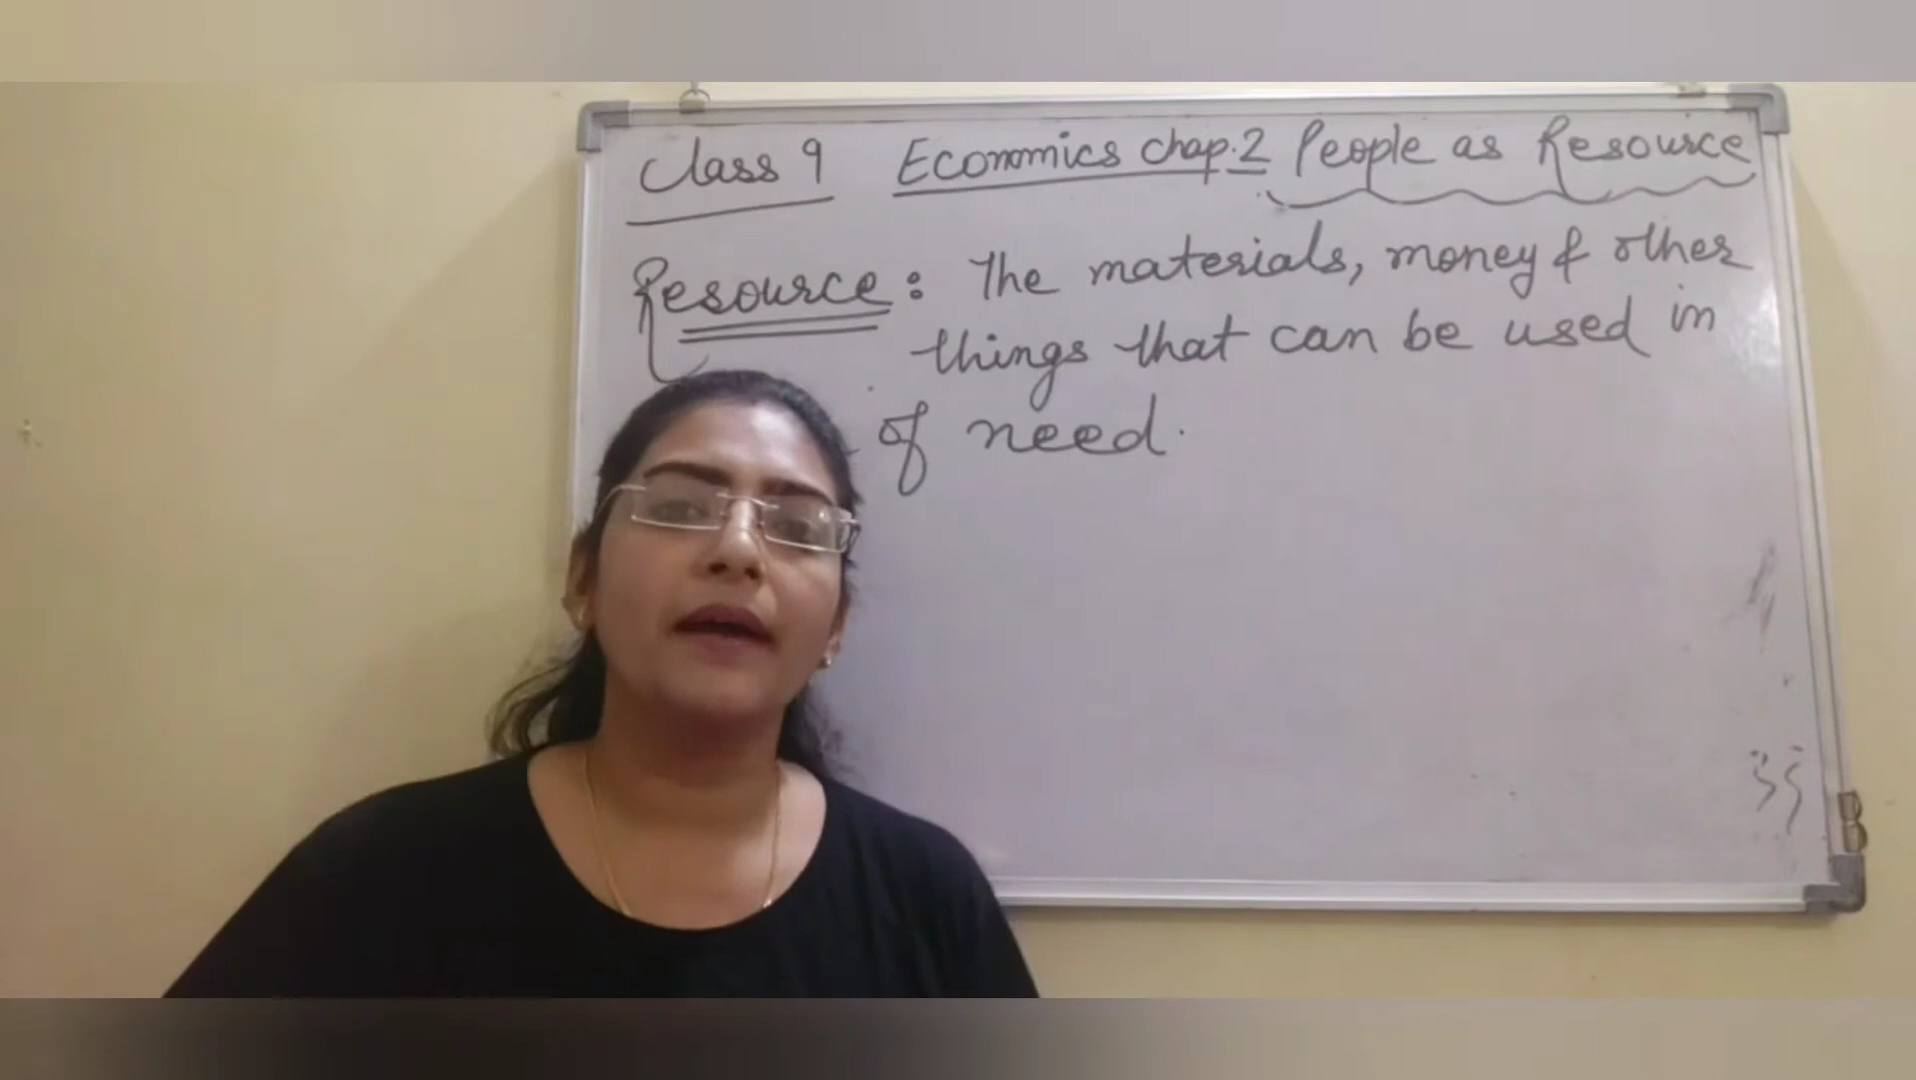 Class 9 Economics chap.2 People as Resource
Resource : The materials, money & other
things that can be used in
of need.